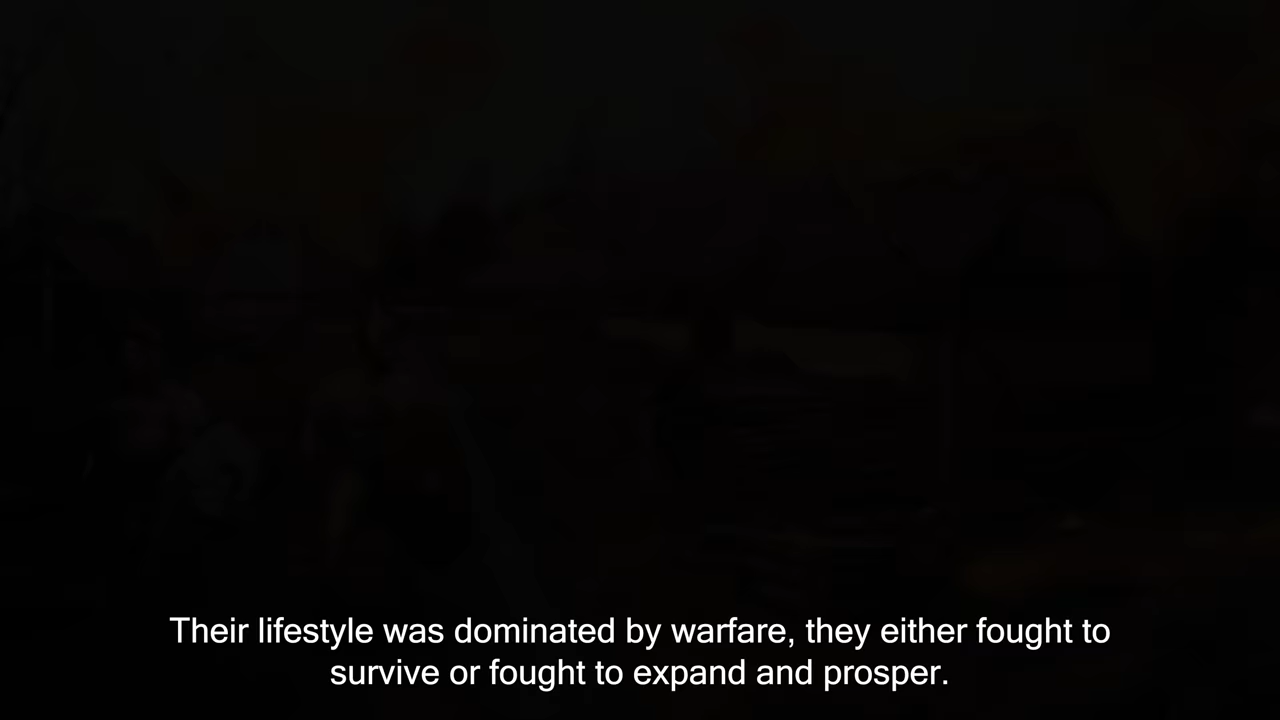 Their lifestyle was dominated by warfare, they either fought to
survive or fought to expand and prosper.